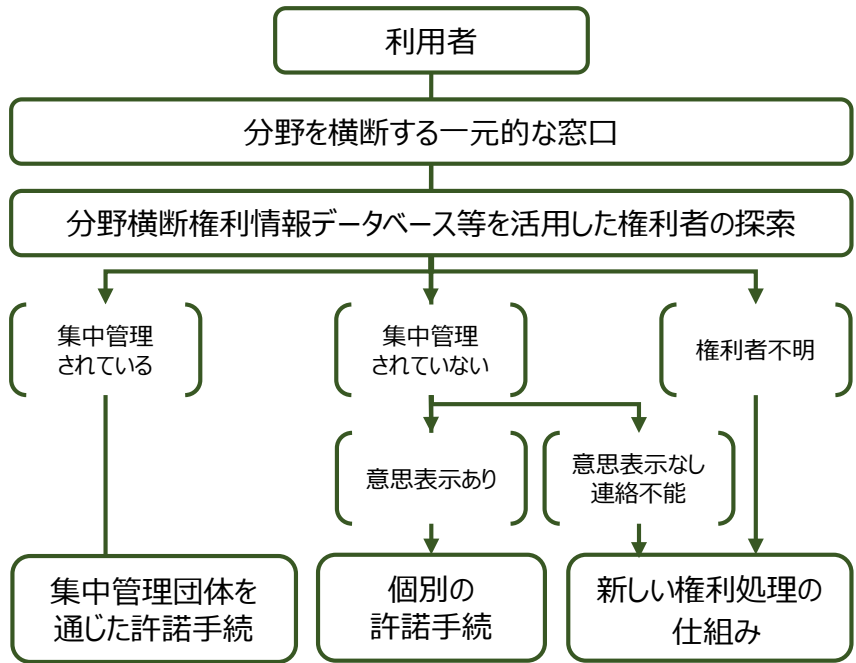 利用者
分野を横断する一元的な窓口
分野横断権利情報データベース等を活用した権利者の探索
集中管理
されている
集中管理
されていない
権利者不明
意思表示あり
意思表示なし
連絡不能
集中管理団体を
通じた許諾手続
個別の
許諾手続
新しい権利処理の
仕組み